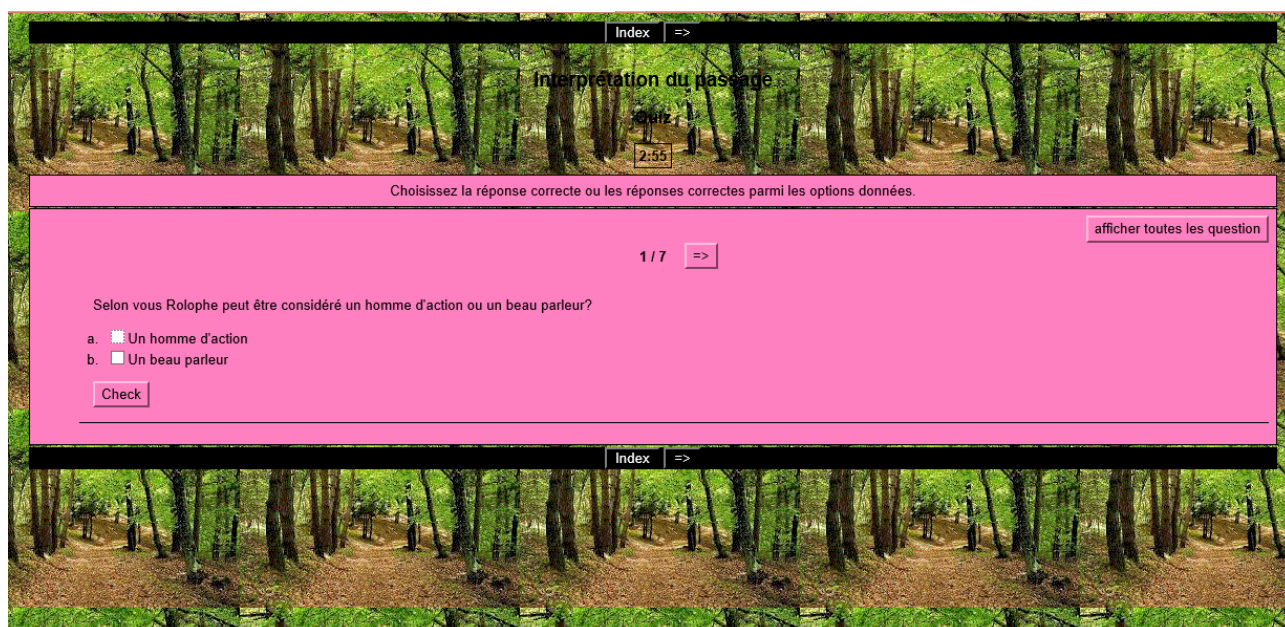 Index =>
Interprétation du passage
Quiz
2:55
Choisissez la réponse correcte ou les réponses correctes parmi les options données.
afficher toutes les question
1 / 7 =>
Selon vous Rolophe peut être considéré un homme d'action ou un beau parleur?
a. Un homme d'action
b. Un beau parleur
Check
Index =>